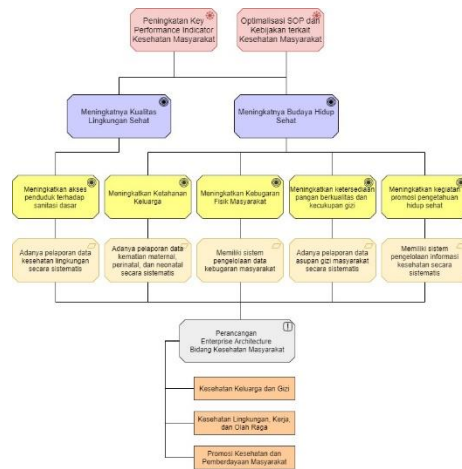 Peningkatan Key
Performance Indicator
Kesehatan Masyarakat
Optimalisasi SOP dan
Kebijakan terkait
Kesehatan Masyarakat
Meningkatnya Kualitas
Lingkungan Sehat
Meningkatnya Budaya Hidup
Sehat
Meningkatkan akses
penduduk terhadap
sanitasi dasar
Meningkatkan Ketahanan
Keluarga
Meningkatkan Kebugaran
Fisik Masyarakat
Meningkatkan ketersediaan
pangan berkualitas dan
kecukupan gizi
Meningkatkan kegiatan
promosi pengetahuan
hidup sehat
Adanya pelaporan data
kesehatan lingkungan
secara sistematis
Adanya pelaporan data
kematian maternal,
perinatal, dan neonatal
secara sistematis
Memiliki sistem
pengelolaan data
kebugaran masyarakat
Adanya pelaporan data
asupan gizi masyarakat
secara sistematis
Memiliki sistem
pengelolaan informasi
kesehatan secara
sistematis
Perancangan
Enterprise Architecture
Bidang Kesehatan Masyarakat
Kesehatan Keluarga dan Gizi
Kesehatan Lingkungan, Kerja,
dan Olah Raga
Promosi Kesehatan dan
Pemberdayaan Masyarakat